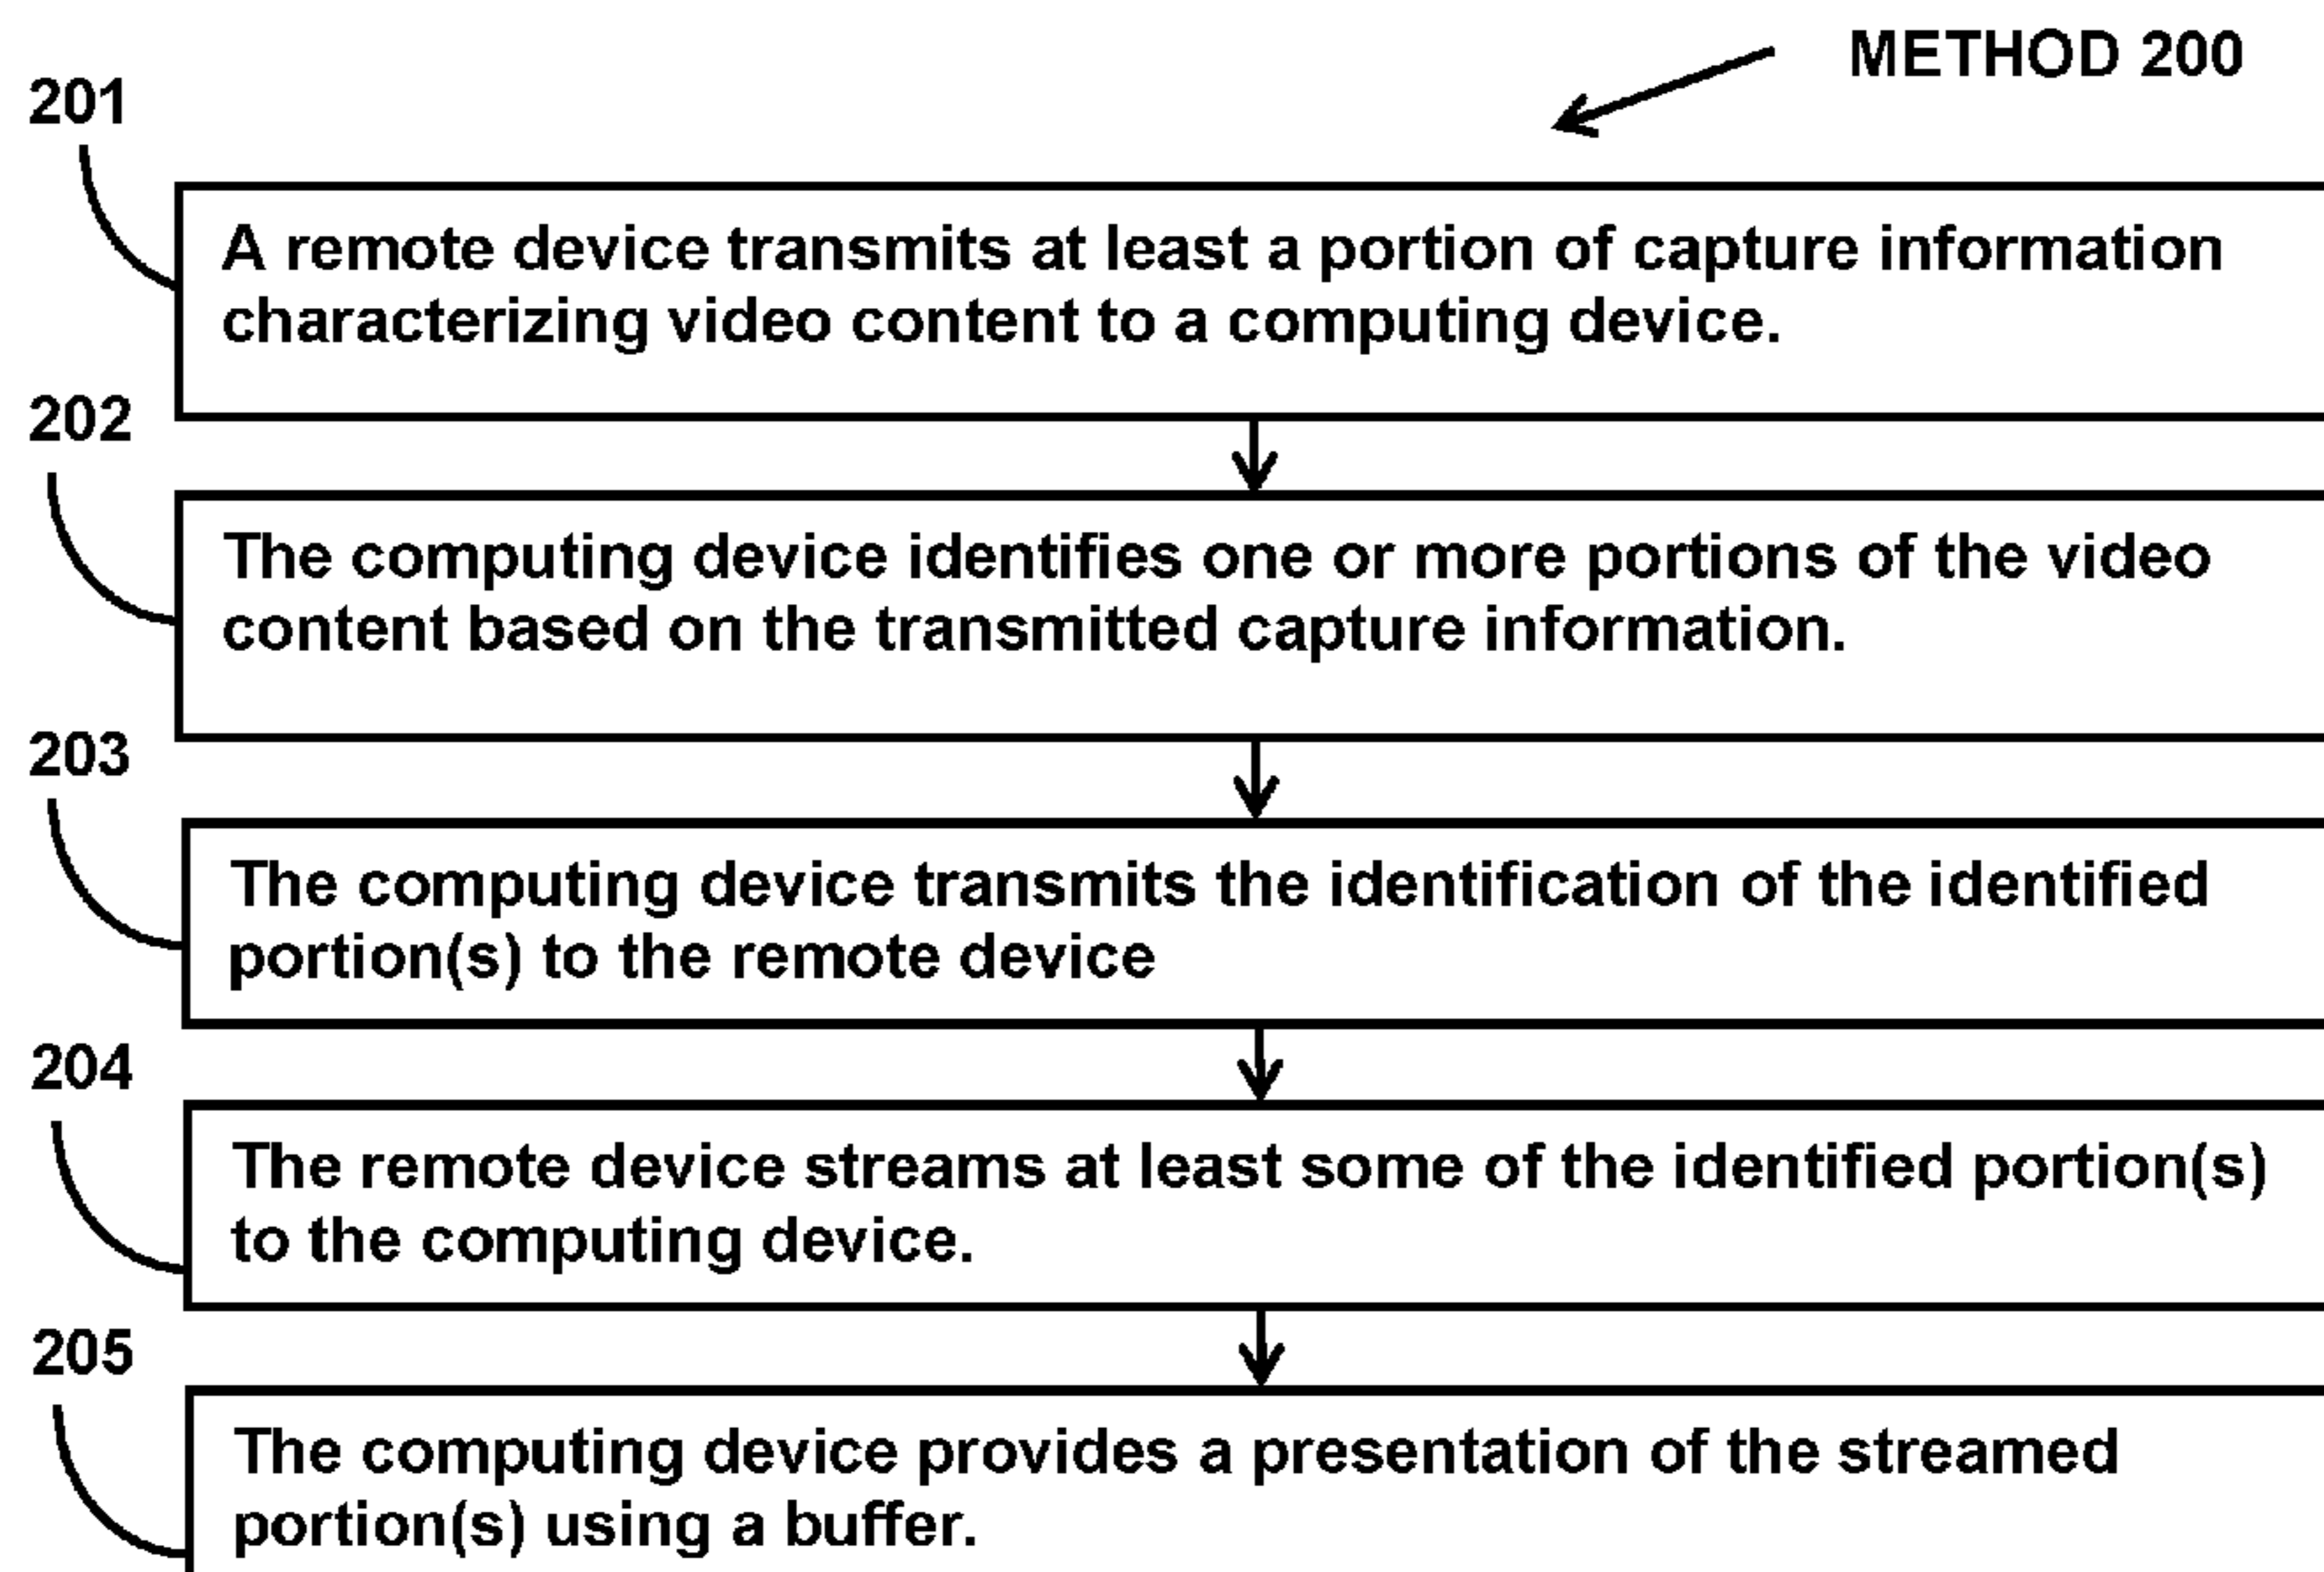 METHOD 200
201
A remote device transmits at least a portion of capture information
characterizing video content to a computing device.
202
The computing device identifies one or more portions of the video
content based on the transmitted capture information.
203
The computing device transmits the identification of the identified
portion(s) to the remote device
204
The remote device streams at least some of the identified portion(s)
to the computing device.
205
The computing device provides a presentation of the streamed
portion(s) using a buffer.